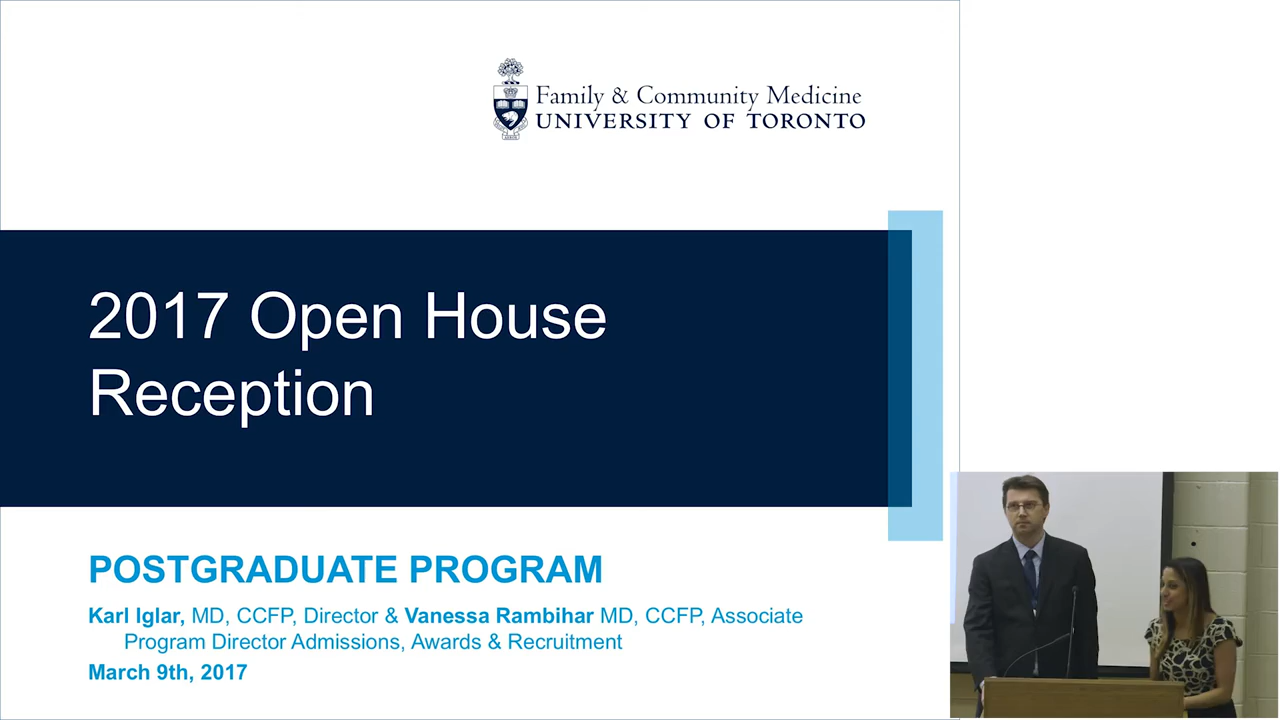 Family & Community Medicine
UNIVERSITY OF TORONTO
2017 Open House
Reception
POSTGRADUATE PROGRAM
Karl Iglar, MD, CCFP, Director & Vanessa Rambihar MD, CCFP, Associate
Program Director Admissions, Awards & Recruitment
March 9th, 2017